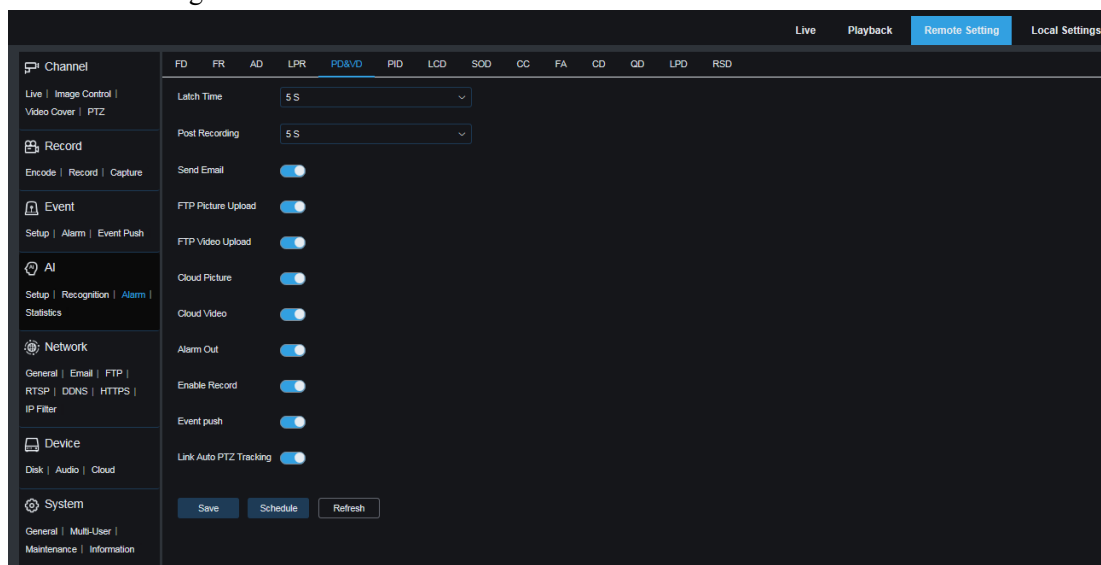 Live Playback Remote Setting Local Settings
Channel
Live | Image Control |
Video Cover | PTZ
Record
Encode | Record | Capture
Event
Setup | Alarm | Event Push
AI
Setup | Recognition | Alarm |
Statistics
Network
General | Email | FTP |
RTSP | DDNS | HTTPS |
IP Filter
Device
Disk | Audio | Cloud
System
General | Multi-User |
Maintenance | Information
FD FR AD LPR PD&VD PID LCD SOD CC FA CD QD LPD RSD
Latch Time 5 S
Post Recording 5 S
Send Email
FTP Picture Upload
FTP Video Upload
Cloud Picture
Cloud Video
Alarm Out
Enable Record
Event push
Link Auto PTZ Tracking
Save Schedule Refresh